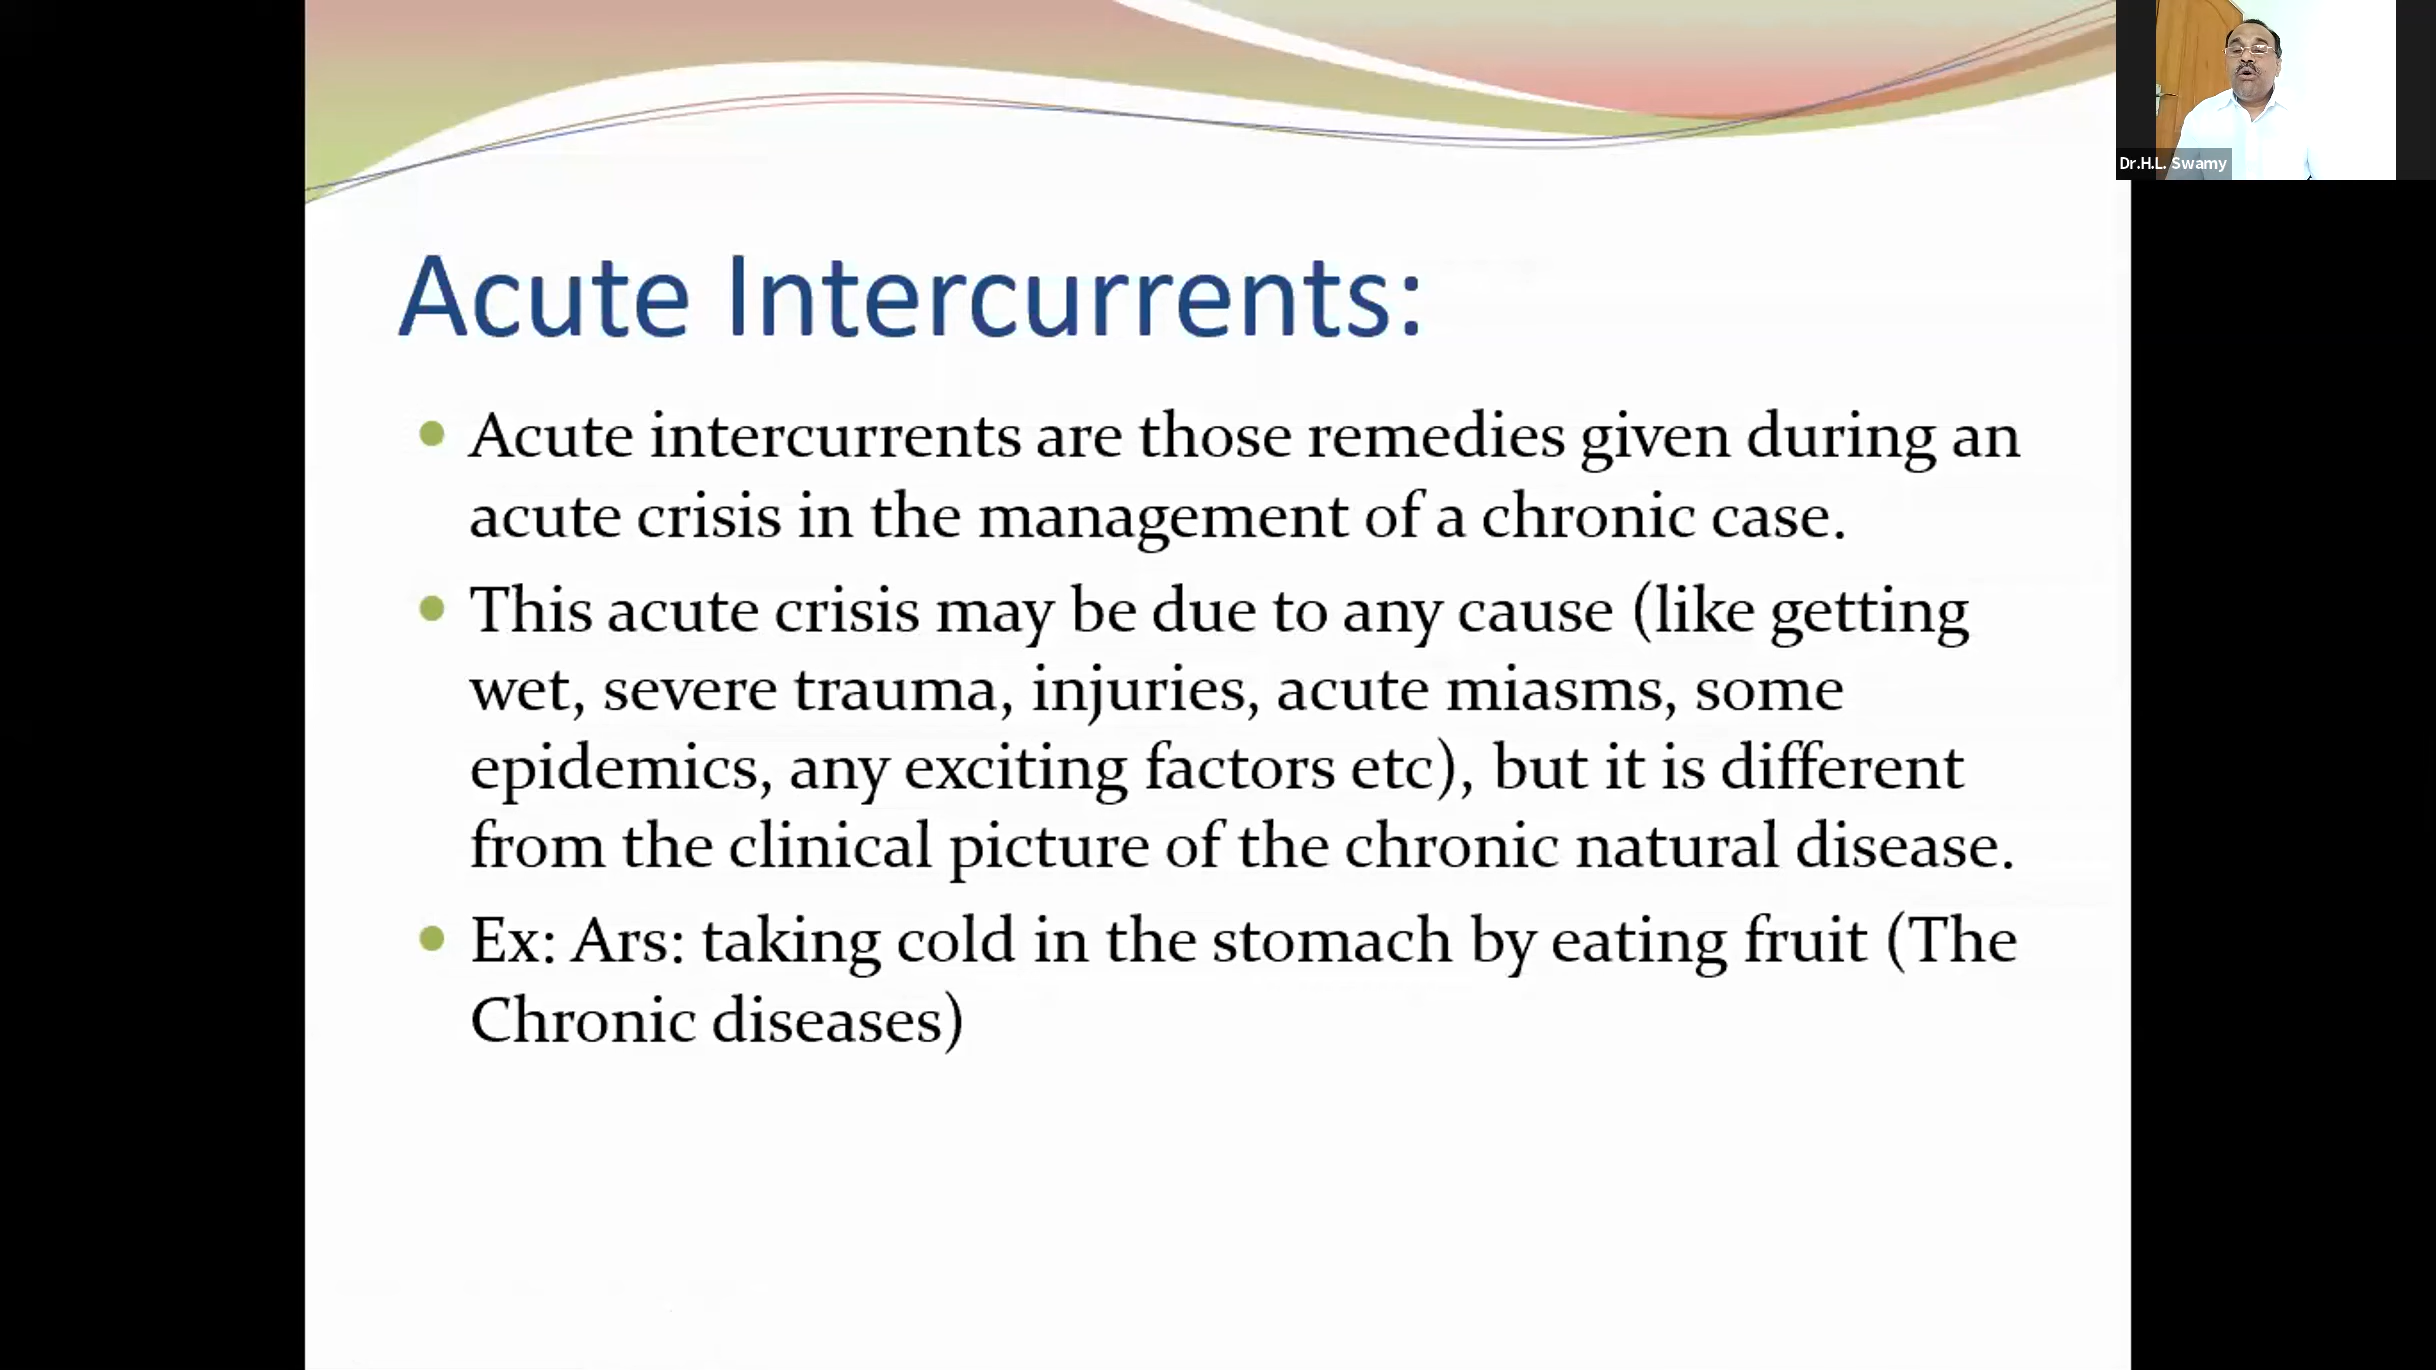 Dr.H.L. Swamy
Acute Intercurrents:
Acute intercurrents are those remedies given during an
acute crisis in the management of a chronic case.
This acute crisis may be due to any cause (like getting
wet, severe trauma, injuries, acute miasms, some
epidemics, any exciting factors etc), but it is different
from the clinical picture of the chronic natural disease.
Ex: Ars: taking cold in the stomach by eating fruit (The
Chronic diseases)